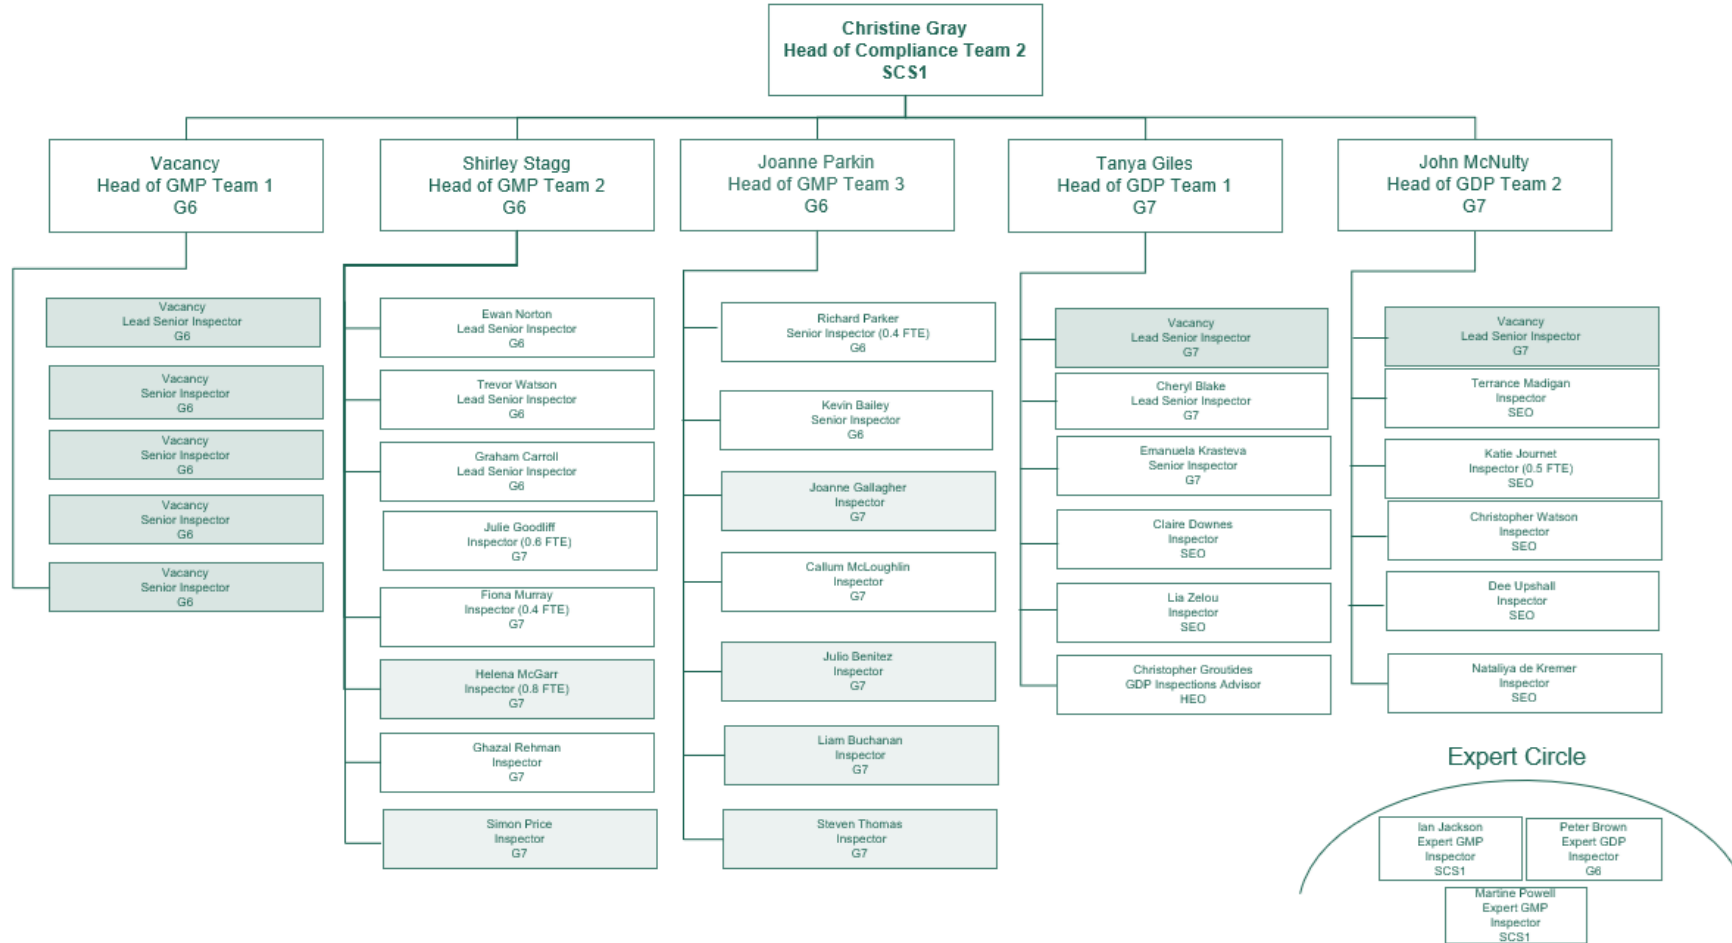 Christine Gray
Head of Compliance Team 2
SCS1
Vacancy
Head of GMP Team 1
G6
Shirley Stagg
Head of GMP Team 2
G6
Joanne Parkin
Head of GMP Team 3
G6
Tanya Giles
Head of GDP Team 1
G7
John McNulty
Head of GDP Team 2
G7
Vacancy
Lead Senior Inspector
G6
Vacancy
Senior Inspector
G6
Vacancy
Senior Inspector
G6
Vacancy
Senior Inspector
G6
Vacancy
Senior Inspector
G6
Ewan Norton
Lead Senior Inspector
G6
Trevor Watson
Lead Senior Inspector
G6
Graham Carroll
Lead Senior Inspector
G6
Julie Goodliff
Inspector (0.6 FTE)
G7
Fiona Murray
Inspector (0.4 FTE)
G7
Helena McGarr
Inspector (0.8 FTE)
G7
Ghazal Rehman
Inspector
G7
Simon Price
Inspector
G7
Richard Parker
Senior Inspector (0.4 FTE)
G6
Kevin Bailey
Senior Inspector
G6
Joanne Gallagher
Inspector
G7
Callum McLoughlin
Inspector
G7
Julio Benitez
Inspector
G7
Liam Buchanan
Inspector
G7
Steven Thomas
Inspector
G7
Vacancy
Lead Senior Inspector
G7
Cheryl Blake
Lead Senior Inspector
G7
Emanuela Krasteva
Senior Inspector
G7
Claire Downes
Inspector
SEO
Lia Zelou
Inspector
SEO
Christopher Groutides
GDP Inspections Advisor
HEO
Vacancy
Lead Senior Inspector
G7
Terrance Madigan
Inspector
SEO
Katie Journet
Inspector (0.5 FTE)
SEO
Christopher Watson
Inspector
SEO
Dee Upshall
Inspector
SEO
Nataliya de Kremer
Inspector
SEO
Expert Circle
Ian Jackson
Expert GMP
Inspector
SCS1
Peter Brown
Expert GDP
Inspector
G6
Martine Powell
Expert GMP
Inspector
SCS1